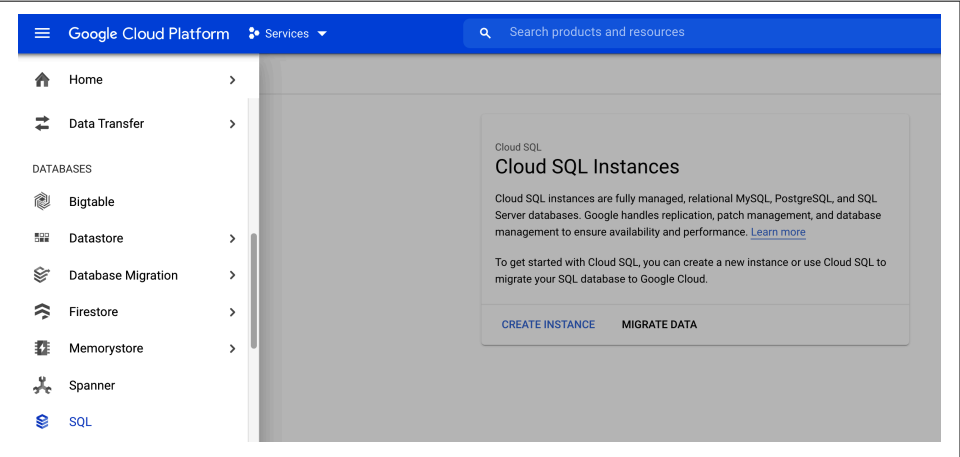 Google Cloud Platform
Services
Search products and resources
Home
Data Transfer
DATABASES
Bigtable
Datastore
Database Migration
Firestore
Memorystore
Spanner
SQL
Cloud SQL
Cloud SQL Instances
Cloud SQL instances are fully managed, relational MySQL, PostgreSQL, and SQL
Server databases. Google handles replication, patch management, and database
management to ensure availability and performance. Learn more
To get started with Cloud SQL, you can create a new instance or use Cloud SQL to
migrate your SQL database to Google Cloud.
CREATE INSTANCE MIGRATE DATA